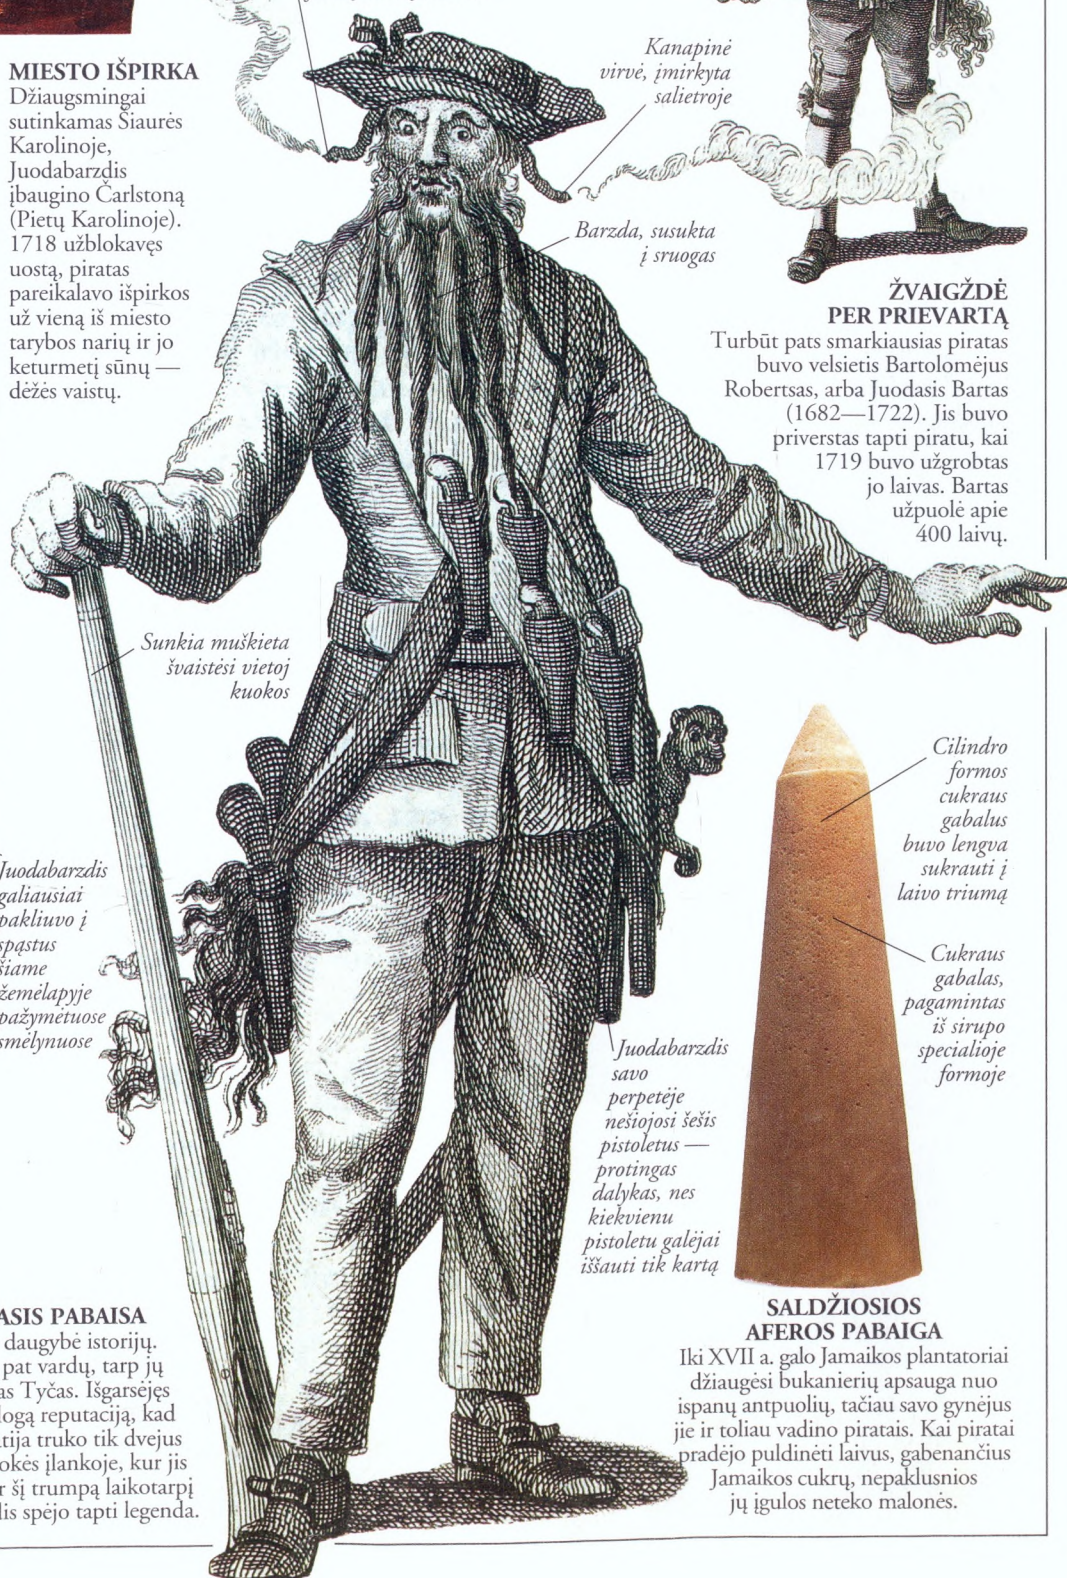 MIESTO IŠPIRKA
Džiaugsmingai
sutinkamas Šiaurės
Karolinoje,
Juodabarzdis
įbaugino Čarlstoną
(Pietų Karolinoje).
1718 užblokavęs
uostą, piratas
pareikalavo išpirkos
už vieną iš miesto
tarybos narių ir jo
keturmetį sūnų —
dėžės vaistų.
Kanapinė
virvė, įmirkyta
salietroje
Barzda, susukta
į sruogas
ŽVAIGŽDĖ
PER PRIEVARTĄ
Turbūt pats smarkiausias piratas
buvo velsietis Bartolomėjus
Robertsas, arba Juodasis Bartas
(1682—1722). Jis buvo
priverstas tapti piratu, kai
1719 buvo užgrobtas
jo laivas. Bartas
užpuolė apie
400 laivų.
Sunkia muškieta
švaistėsi vietoj
kuokos
Juodabarzdis
galiausiai
pakliuvo į
spąstus
šiame
žemėlapyje
pažymėtuose
smėlynuose
Cilindro
formos
cukraus
gabalus
buvo lengva
sukrauti į
laivo triumą
Cukraus
gabalas,
pagamintas
iš sirupo
specialioje
formoje
Juodabarzdis
savo
perpetėje
nešiojosi šešis
pistoletus —
protingas
dalykas, nes
kiekvienu
pistoletu galėjai
iššauti tik kartą
ASIS PABAISA
daugybė istorijų.
pat vardų, tarp jų
as Tyčas. Išgarsėjęs
logą reputaciją, kad
tija truko tik dvejus
okės įlankoje, kur jis
r šį trumpą laikotarpį
lis spėjo tapti legenda.
SALDŽIOSIOS
AFEROS PABAIGA
Iki XVII a. galo Jamaikos plantatoriai
džiaugėsi bukanierių apsauga nuo
ispanų antpuolių, tačiau savo gynėjus
jie ir toliau vadino piratais. Kai piratai
pradėjo puldinėti laivus, gabenančius
Jamaikos cukrų, nepaklusnios
jų įgulos neteko malonės.